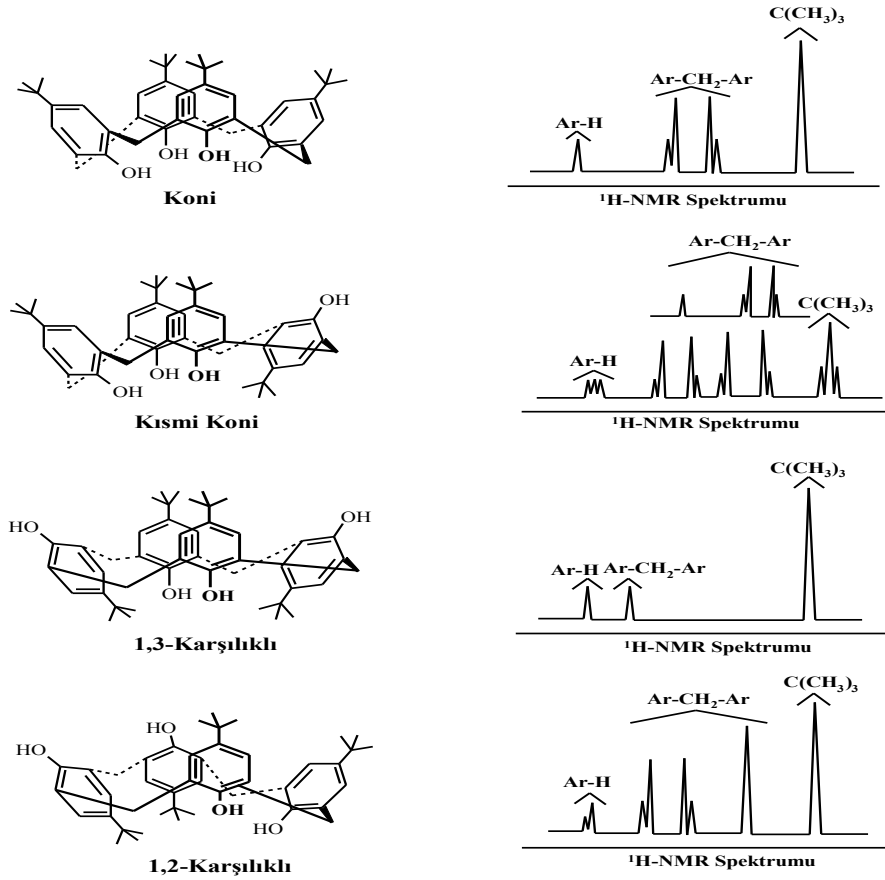 C(CH₃)₃
Ar-CH₂-Ar
Ar-H
OH
OH
OH
HO
Koni
¹H-NMR Spektrumu
Ar-CH₂-Ar
C(CH₃)₃
Ar-H
OH
OH
OH
OH
Kısmi Koni
¹H-NMR Spektrumu
C(CH₃)₃
Ar-H
Ar-CH₂-Ar
HO
OH
OH
OH
1,3-Karşılıklı
¹H-NMR Spektrumu
C(CH₃)₃
Ar-CH₂-Ar
Ar-H
HO
HO
OH
HO
1,2-Karşılıklı
¹H-NMR Spektrumu